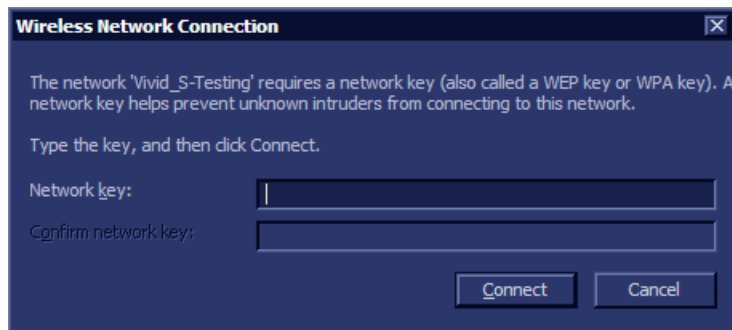 Wireless Network Connection
The network 'Vivid_S-Testing' requires a network key (also called a WEP key or WPA key). A
network key helps prevent unknown intruders from connecting to this network.
Type the key, and then click Connect.
Network key:
Confirm network key:
Connect Cancel